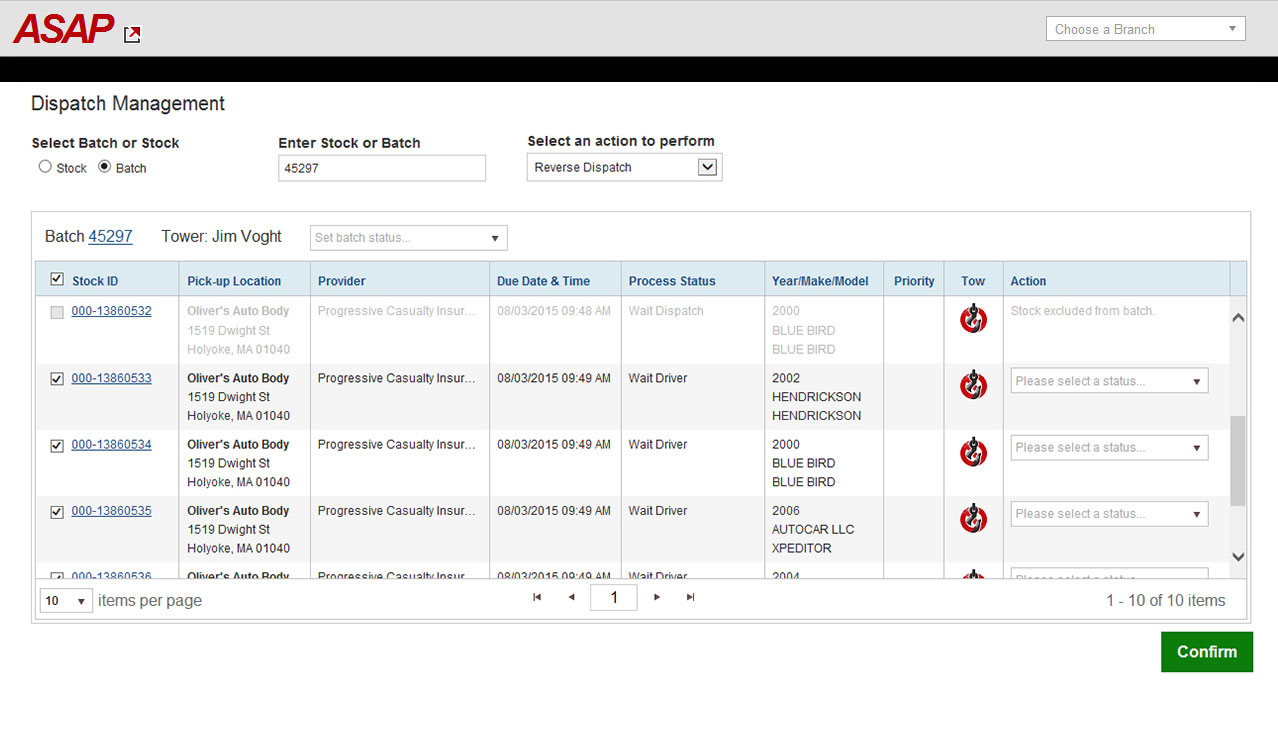 ASAP
Choose a Branch
Dispatch Management
Select Batch or Stock
Enter Stock or Batch
Select an action to perform
Stock
Batch
45297
Reverse Dispatch
Batch 45297
Tower: Jim Voght
Set batch status...
Stock ID
Pick-up Location
Provider
Due Date & Time
Process Status
Year/Make/Model
Priority
Tow
Action
000-13860532
Oliver's Auto Body
1519 Dwight St
Holyoke, MA 01040
Progressive Casualty Insur...
08/03/2015 09:48 AM
Wait Dispatch
2000
BLUE BIRD
BLUE BIRD
Stock excluded from batch.
000-13860533
Oliver's Auto Body
1519 Dwight St
Holyoke, MA 01040
Progressive Casualty Insur...
08/03/2015 09:49 AM
Wait Driver
2002
HENDRICKSON
HENDRICKSON
Please select a status...
000-13860534
Oliver's Auto Body
1519 Dwight St
Holyoke, MA 01040
Progressive Casualty Insur...
08/03/2015 09:49 AM
Wait Driver
2000
BLUE BIRD
BLUE BIRD
Please select a status...
000-13860535
Oliver's Auto Body
1519 Dwight St
Holyoke, MA 01040
Progressive Casualty Insur...
08/03/2015 09:49 AM
Wait Driver
2006
AUTOCAR LLC
XPEDITOR
Please select a status...
000-13860536
Oliver's Auto Body
Progressive Casualty Insur...
08/03/2015 09:49 AM
Wait Driver
2004
Please select a status...
10
items per page
1
1 - 10 of 10 items
Confirm